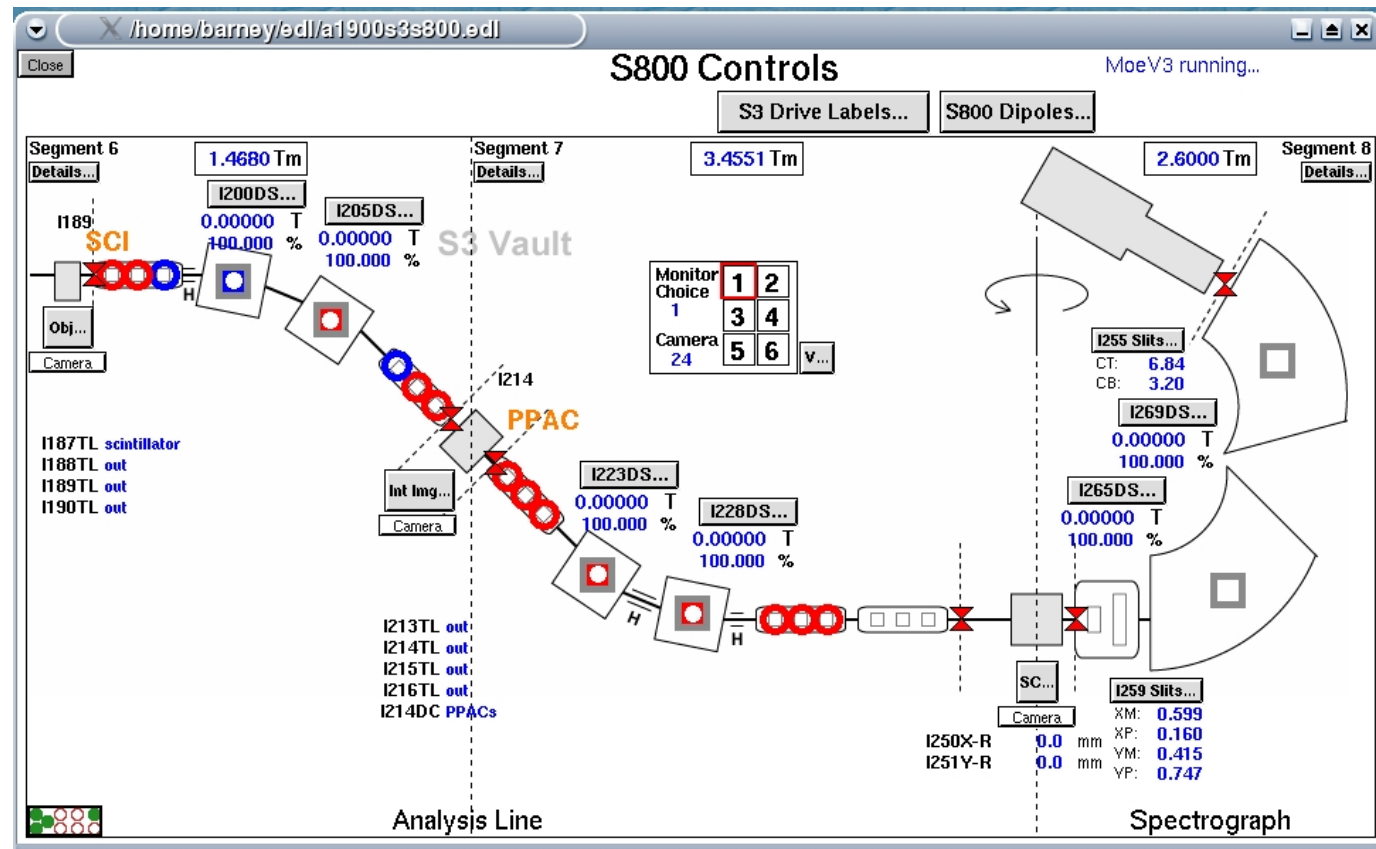 /home/barney/edl/a1900s3s800.edl
Close
S800 Controls
MoeV3 running...
S3 Drive Labels...
S800 Dipoles...
Segment 6
Details...
1.4680 Tm
Segment 7
Details...
3.4551 Tm
2.6000 Tm
Segment 8
Details...
I189
SCI
I200DS...
0.00000 T
100.000 %
I205DS...
0.00000 T
100.000 %
S3 Vault
H
Obj...
Camera
Monitor Choice
1
Camera
24
1 2
3 4
5 6
V...
I255 Slits...
CT: 6.84
CB: 3.20
I269DS...
0.00000 T
100.000 %
I214
PPAC
I187TL scintillator
I188TL out
I189TL out
I190TL out
Int Img...
Camera
I223DS...
0.00000 T
100.000 %
I228DS...
0.00000 T
100.000 %
I265DS...
0.00000 T
100.000 %
H
H
I213TL out
I214TL out
I215TL out
I216TL out
I214DC PPACs
SC...
Camera
I250X-R 0.0 mm
I251Y-R 0.0 mm
I259 Slits...
XM: 0.599
XP: 0.160
YM: 0.415
YP: 0.747
Analysis Line
Spectrograph